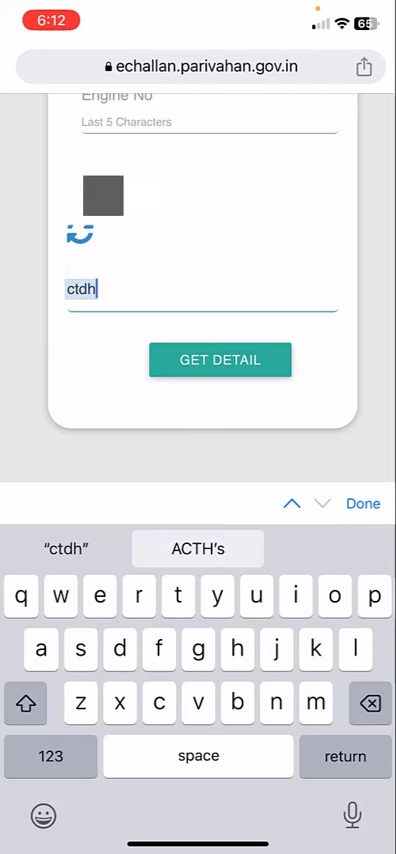 6:12
65
echallan.parivahan.gov.in
Engine No
Last 5 Characters
ctdh
GET DETAIL
Done
“ctdh” ACTH’s
q w e r t y u i o p
a s d f g h j k l
z x c v b n m
123 space return